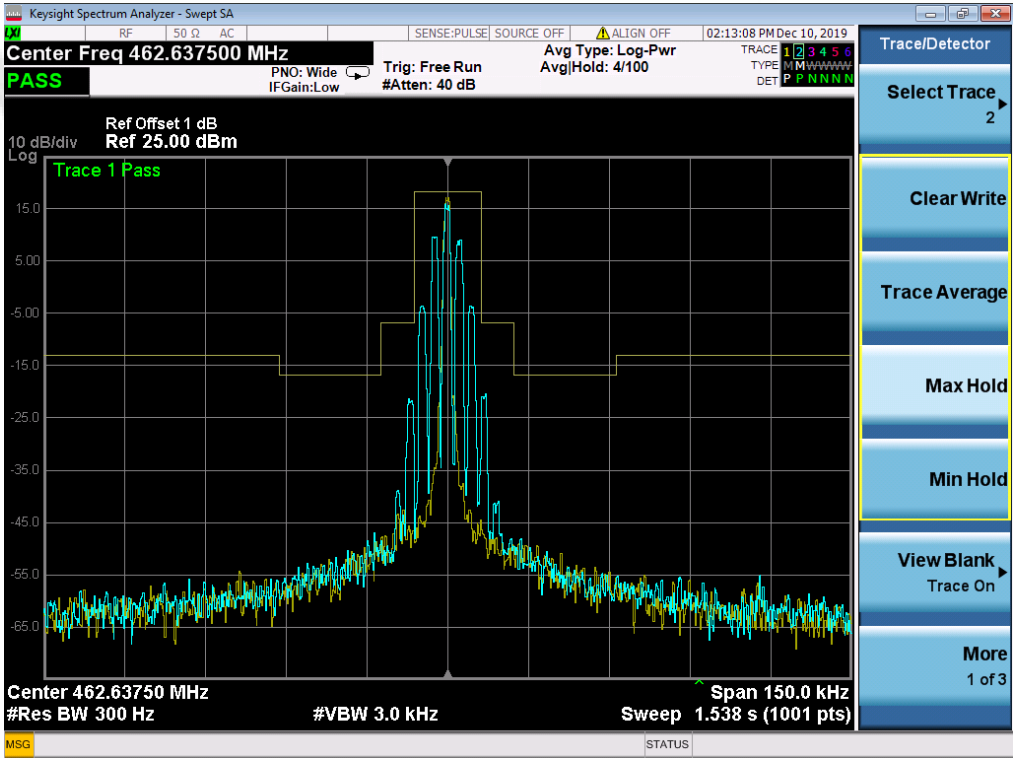 Keysight Spectrum Analyzer - Swept SA
LXI RF 50 Ω AC SENSE:PULSE SOURCE OFF ALIGN OFF 02:13:08 PM Dec 10, 2019
Center Freq 462.637500 MHz
PASS
PNO: Wide
IFGain:Low
Trig: Free Run
#Atten: 40 dB
Avg Type: Log-Pwr
Avg|Hold: 4/100
TRACE 1 2 3 4 5 6
TYPE M M W W W W
DET P P N N N N
Ref Offset 1 dB
10 dB/div Ref 25.00 dBm
Log
Trace 1 Pass
15.0
5.00
-5.00
-15.0
-25.0
-35.0
-45.0
-55.0
-65.0
Center 462.63750 MHz Span 150.0 kHz
#Res BW 300 Hz #VBW 3.0 kHz Sweep 1.538 s (1001 pts)
MSG STATUS
Trace/Detector
Select Trace
2
Clear Write
Trace Average
Max Hold
Min Hold
View Blank
Trace On
More
1 of 3